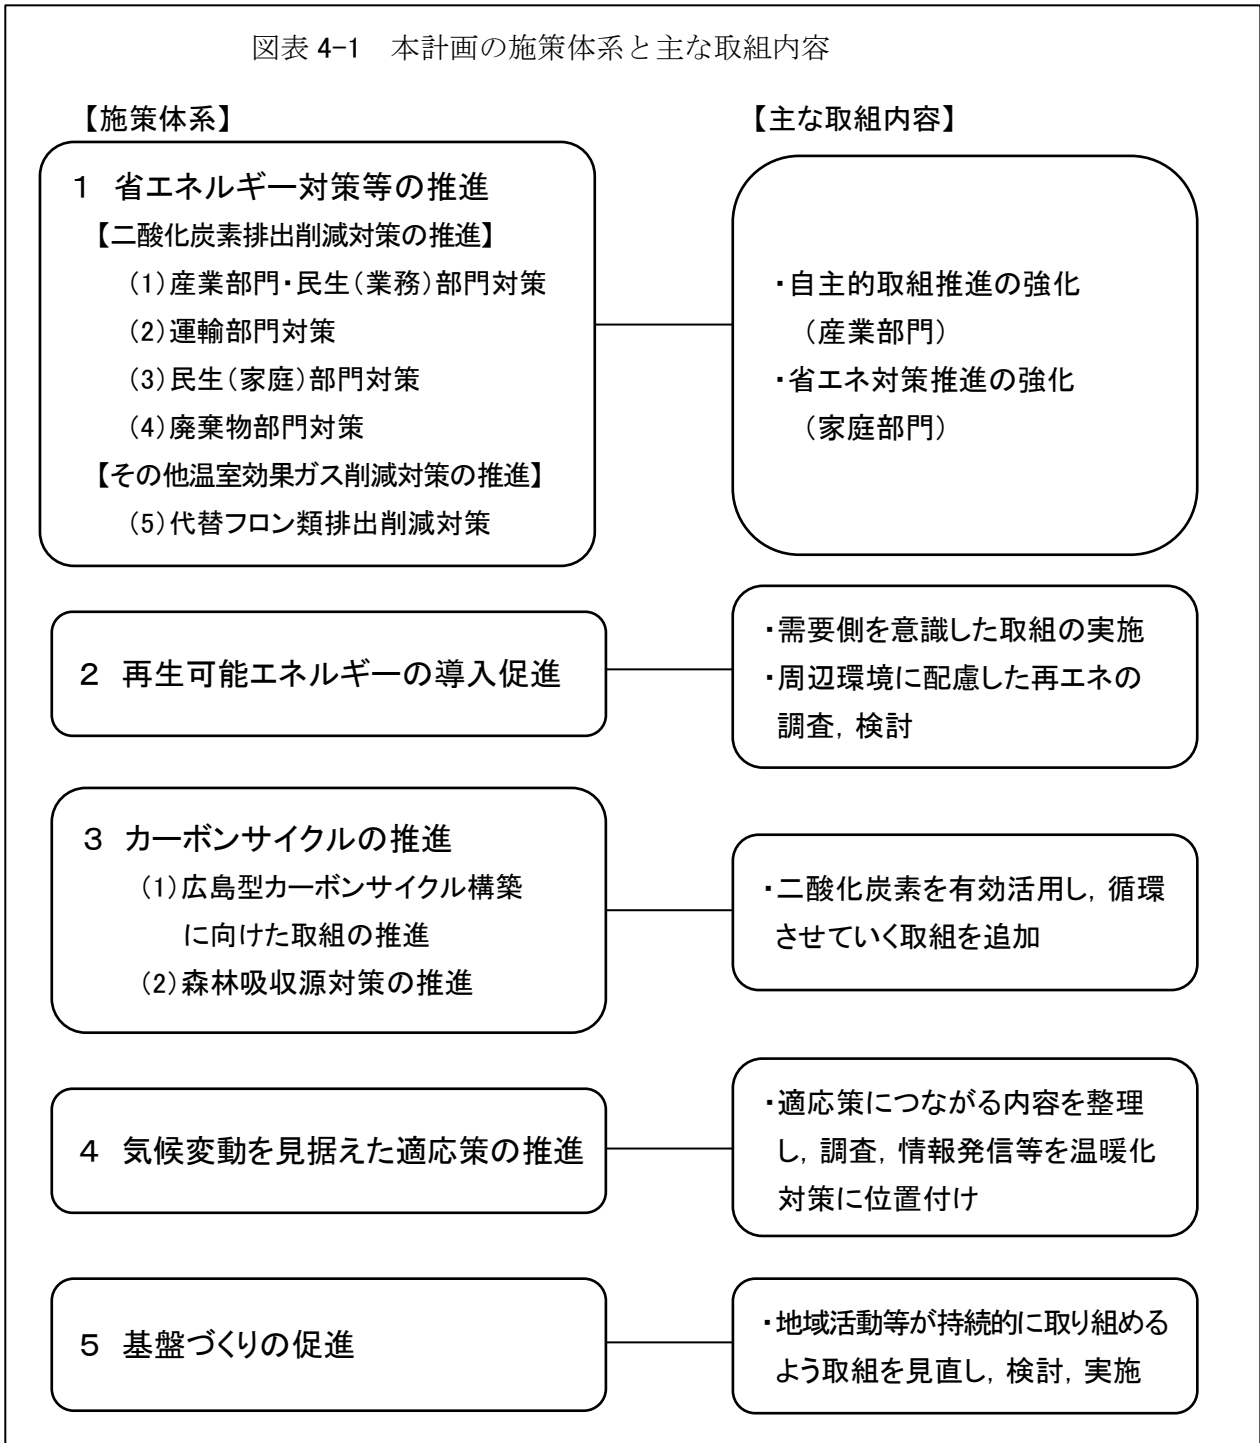 図表 4-1 本計画の施策体系と主な取組内容
【施策体系】
1 省エネルギー対策等の推進
【二酸化炭素排出削減対策の推進】
(1)産業部門・民生(業務)部門対策
(2)運輸部門対策
(3)民生(家庭)部門対策
(4)廃棄物部門対策
【その他温室効果ガス削減対策の推進】
(5)代替フロン類排出削減対策
【主な取組内容】
・自主的取組推進の強化
(産業部門)
・省エネ対策推進の強化
(家庭部門)
2 再生可能エネルギーの導入促進
・需要側を意識した取組の実施
・周辺環境に配慮した再エネの
調査,検討
3 カーボンサイクルの推進
(1)広島型カーボンサイクル構築
に向けた取組の推進
(2)森林吸収源対策の推進
・二酸化炭素を有効活用し,循環
させていく取組を追加
4 気候変動を見据えた適応策の推進
・適応策につながる内容を整理
し,調査,情報発信等を温暖化
対策に位置付け
5 基盤づくりの促進
・地域活動等が持続的に取り組める
よう取組を見直し,検討,実施